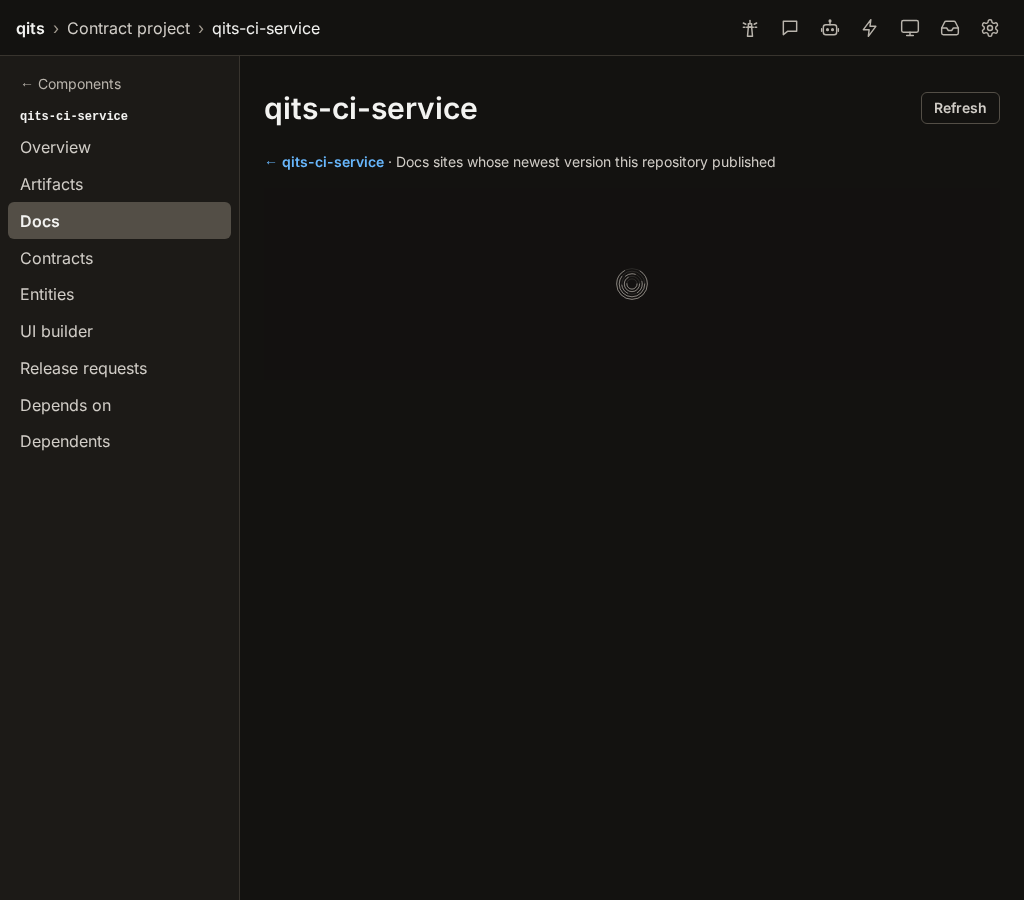 qits › Contract project › qits-ci-service
← Components
qits-ci-service
Overview
Artifacts
Docs
Contracts
Entities
UI builder
Release requests
Depends on
Dependents
qits-ci-service
Refresh
← qits-ci-service · Docs sites whose newest version this repository published